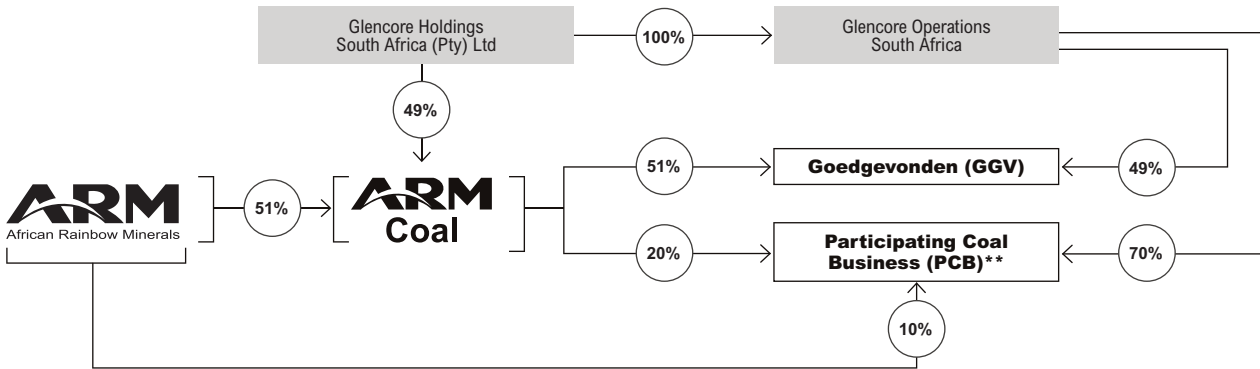 Glencore Holdings
South Africa (Pty) Ltd
100%
Glencore Operations
South Africa
49%
ARM
African Rainbow Minerals
51%
ARM
Coal
51%
Goedgevonden (GGV)
49%
20%
Participating Coal
Business (PCB)**
70%
10%